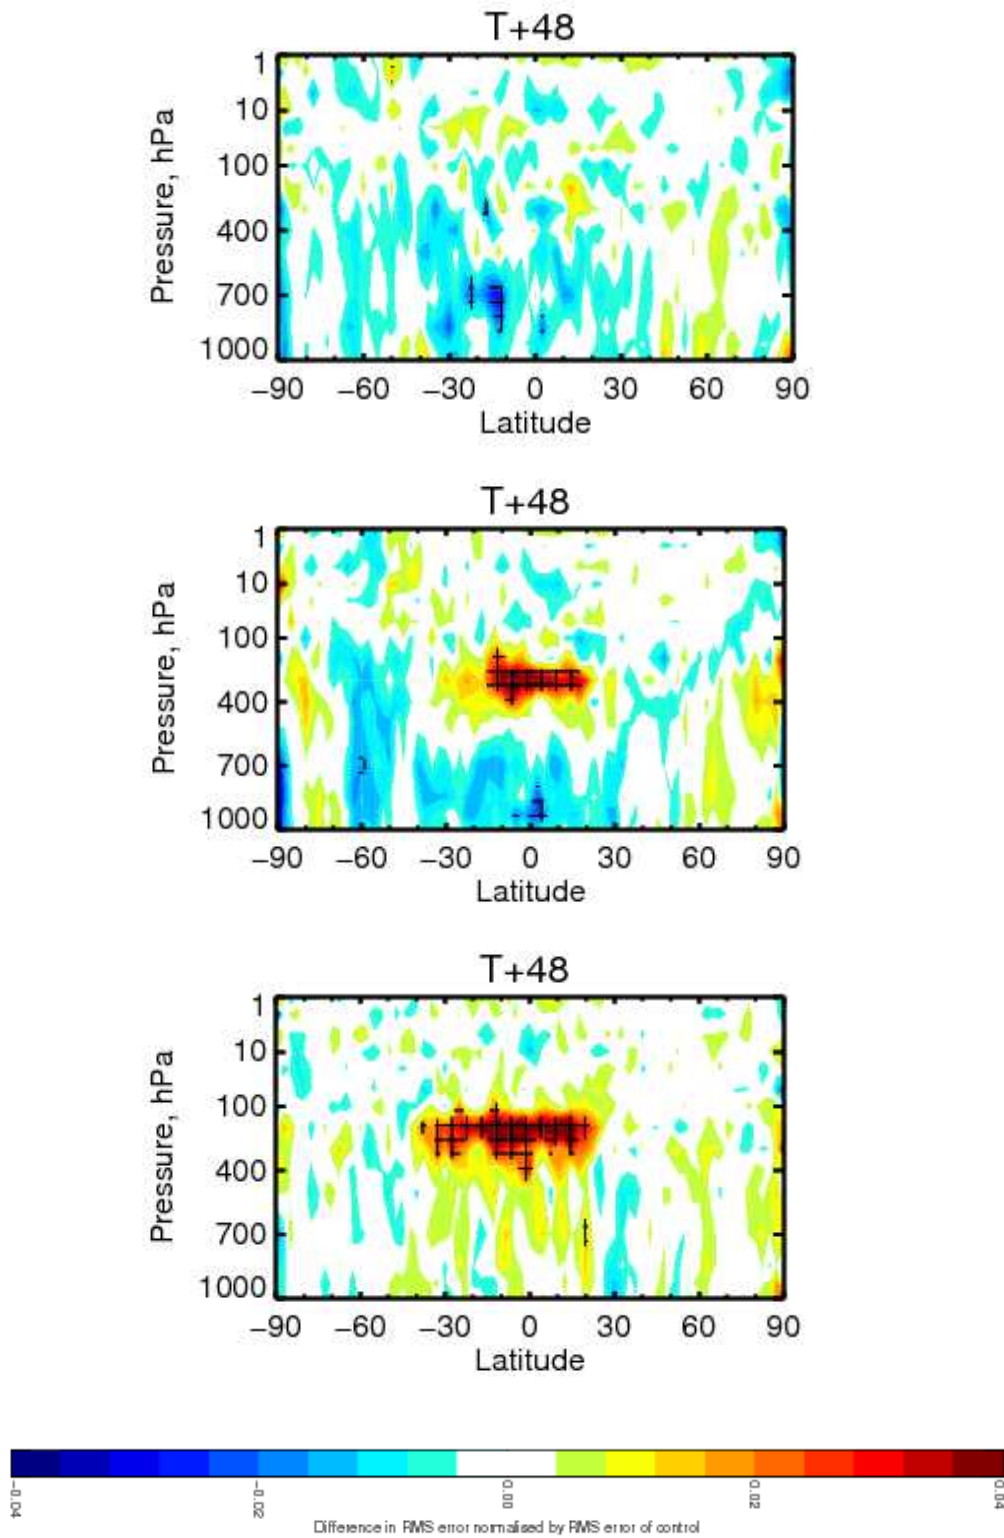 T+48
1
10
100
400
700
1000
Pressure, hPa
−90 −60 −30 0 30 60 90
Latitude
T+48
1
10
100
400
700
1000
Pressure, hPa
−90 −60 −30 0 30 60 90
Latitude
T+48
1
10
100
400
700
1000
Pressure, hPa
−90 −60 −30 0 30 60 90
Latitude
−0.04 −0.02 0.00 0.02 0.04
Difference in RMS error normalised by RMS error of control